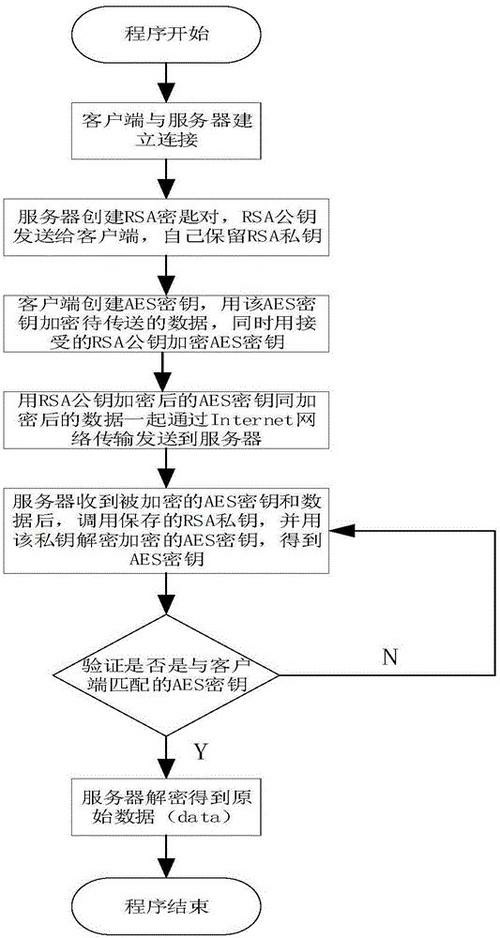 程序开始
客户端与服务器建
立连接
服务器创建RSA密匙对，RSA公钥
发送给客户端，自己保留RSA私钥
客户端创建AES密钥，用该AES密
钥加密待传送的数据，同时用接
受的RSA公钥加密AES密钥
用RSA公钥加密后的AES密钥同加
密后的数据一起通过Internet网
络传输发送到服务器
服务器收到被加密的AES密钥和数
据后，调用保存的RSA私钥，并用
该私钥解密加密的AES密钥，得到
AES密钥
验证是否是与客户
端匹配的AES密钥
N
Y
服务器解密得到原
始数据（data）
程序结束